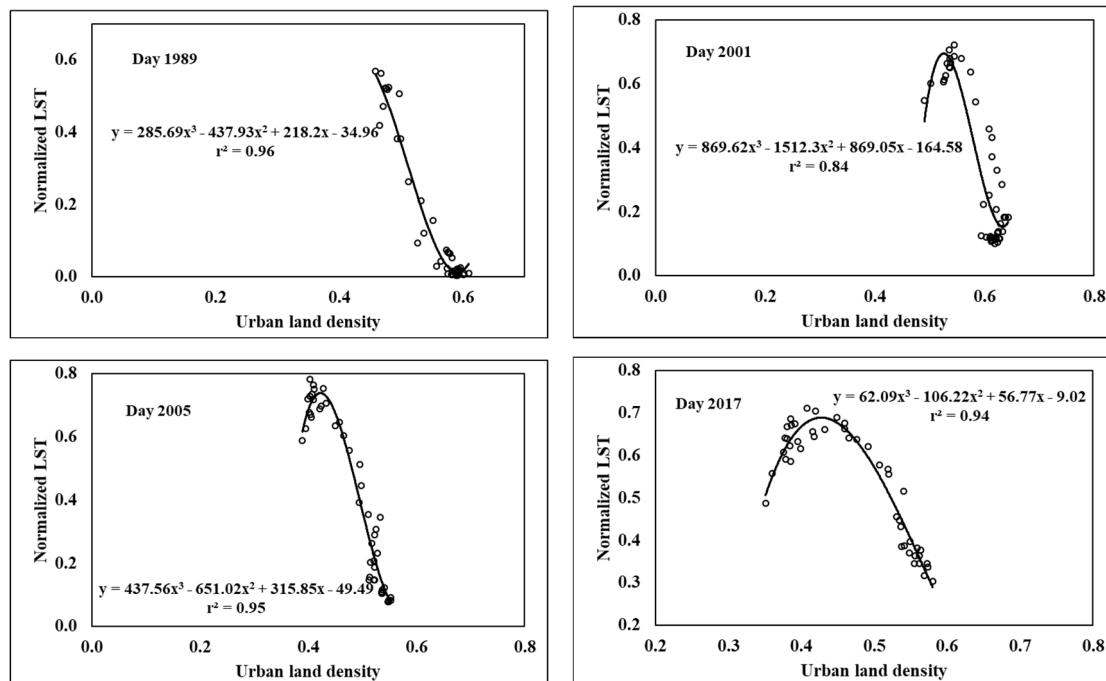 Day 1989
Normalized LST
0.6
0.4
0.2
0.0
y = 285.69x³ - 437.93x² + 218.2x - 34.96
r² = 0.96
0.0 0.2 0.4 0.6
Urban land density
Day 2001
Normalized LST
0.8
0.6
0.4
0.2
0.0
y = 869.62x³ - 1512.3x² + 869.05x - 164.58
r² = 0.84
0.0 0.2 0.4 0.6 0.8
Urban land density
Day 2005
Normalized LST
0.8
0.6
0.4
0.2
0.0
y = 437.56x³ - 651.02x² + 315.85x - 49.49
r² = 0.95
0.0 0.2 0.4 0.6 0.8
Urban land density
Day 2017
Normalized LST
0.8
0.7
0.6
0.5
0.4
0.3
0.2
y = 62.09x³ - 106.22x² + 56.77x - 9.02
r² = 0.94
0.2 0.3 0.4 0.5 0.6 0.7 0.8
Urban land density